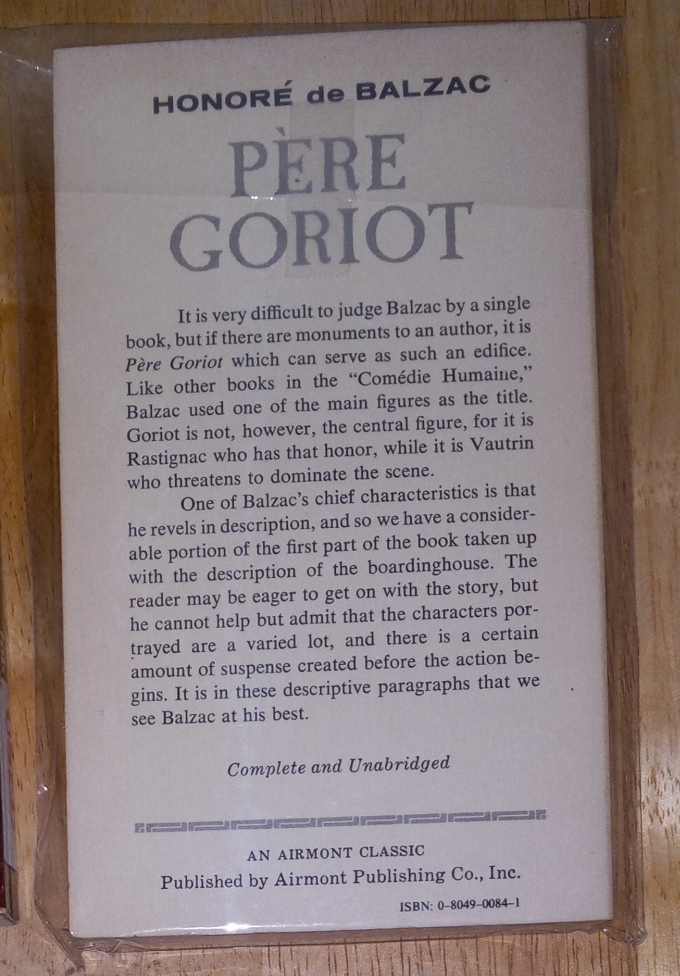 HONORÉ de BALZAC
PÈRE
GORIOT
It is very difficult to judge Balzac by a single
book, but if there are monuments to an author, it is
Père Goriot which can serve as such an edifice.
Like other books in the “Comédie Humaine,”
Balzac used one of the main figures as the title.
Goriot is not, however, the central figure, for it is
Rastignac who has that honor, while it is Vautrin
who threatens to dominate the scene.
One of Balzac’s chief characteristics is that
he revels in description, and so we have a consider-
able portion of the first part of the book taken up
with the description of the boardinghouse. The
reader may be eager to get on with the story, but
he cannot help but admit that the characters por-
trayed are a varied lot, and there is a certain
amount of suspense created before the action be-
gins. It is in these descriptive paragraphs that we
see Balzac at his best.
Complete and Unabridged
AN AIRMONT CLASSIC
Published by Airmont Publishing Co., Inc.
ISBN: 0-8049-0084-1